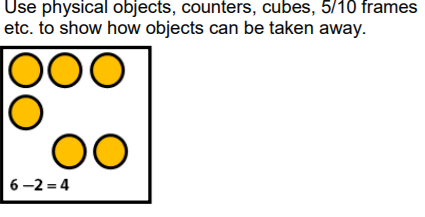 Use physical objects, counters, cubes, 5/10 frames
etc. to show how objects can be taken away.
6 – 2 = 4